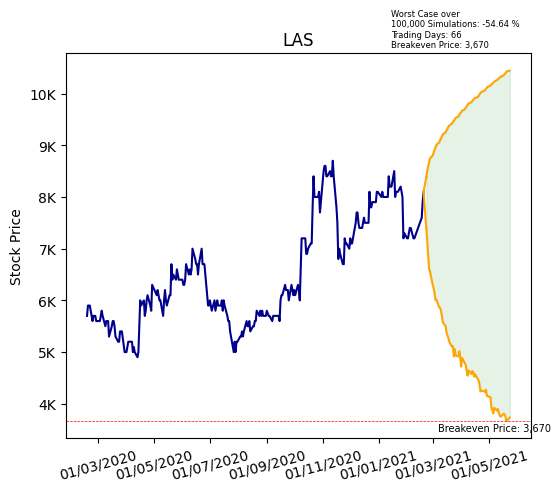 Worst Case over
100,000 Simulations: -54.64 %
Trading Days: 66
Breakeven Price: 3,670
LAS
Stock Price
10K
9K
8K
7K
6K
5K
4K
Breakeven Price: 3,670
01/03/2020
01/05/2020
01/07/2020
01/09/2020
01/11/2020
01/01/2021
01/03/2021
01/05/2021